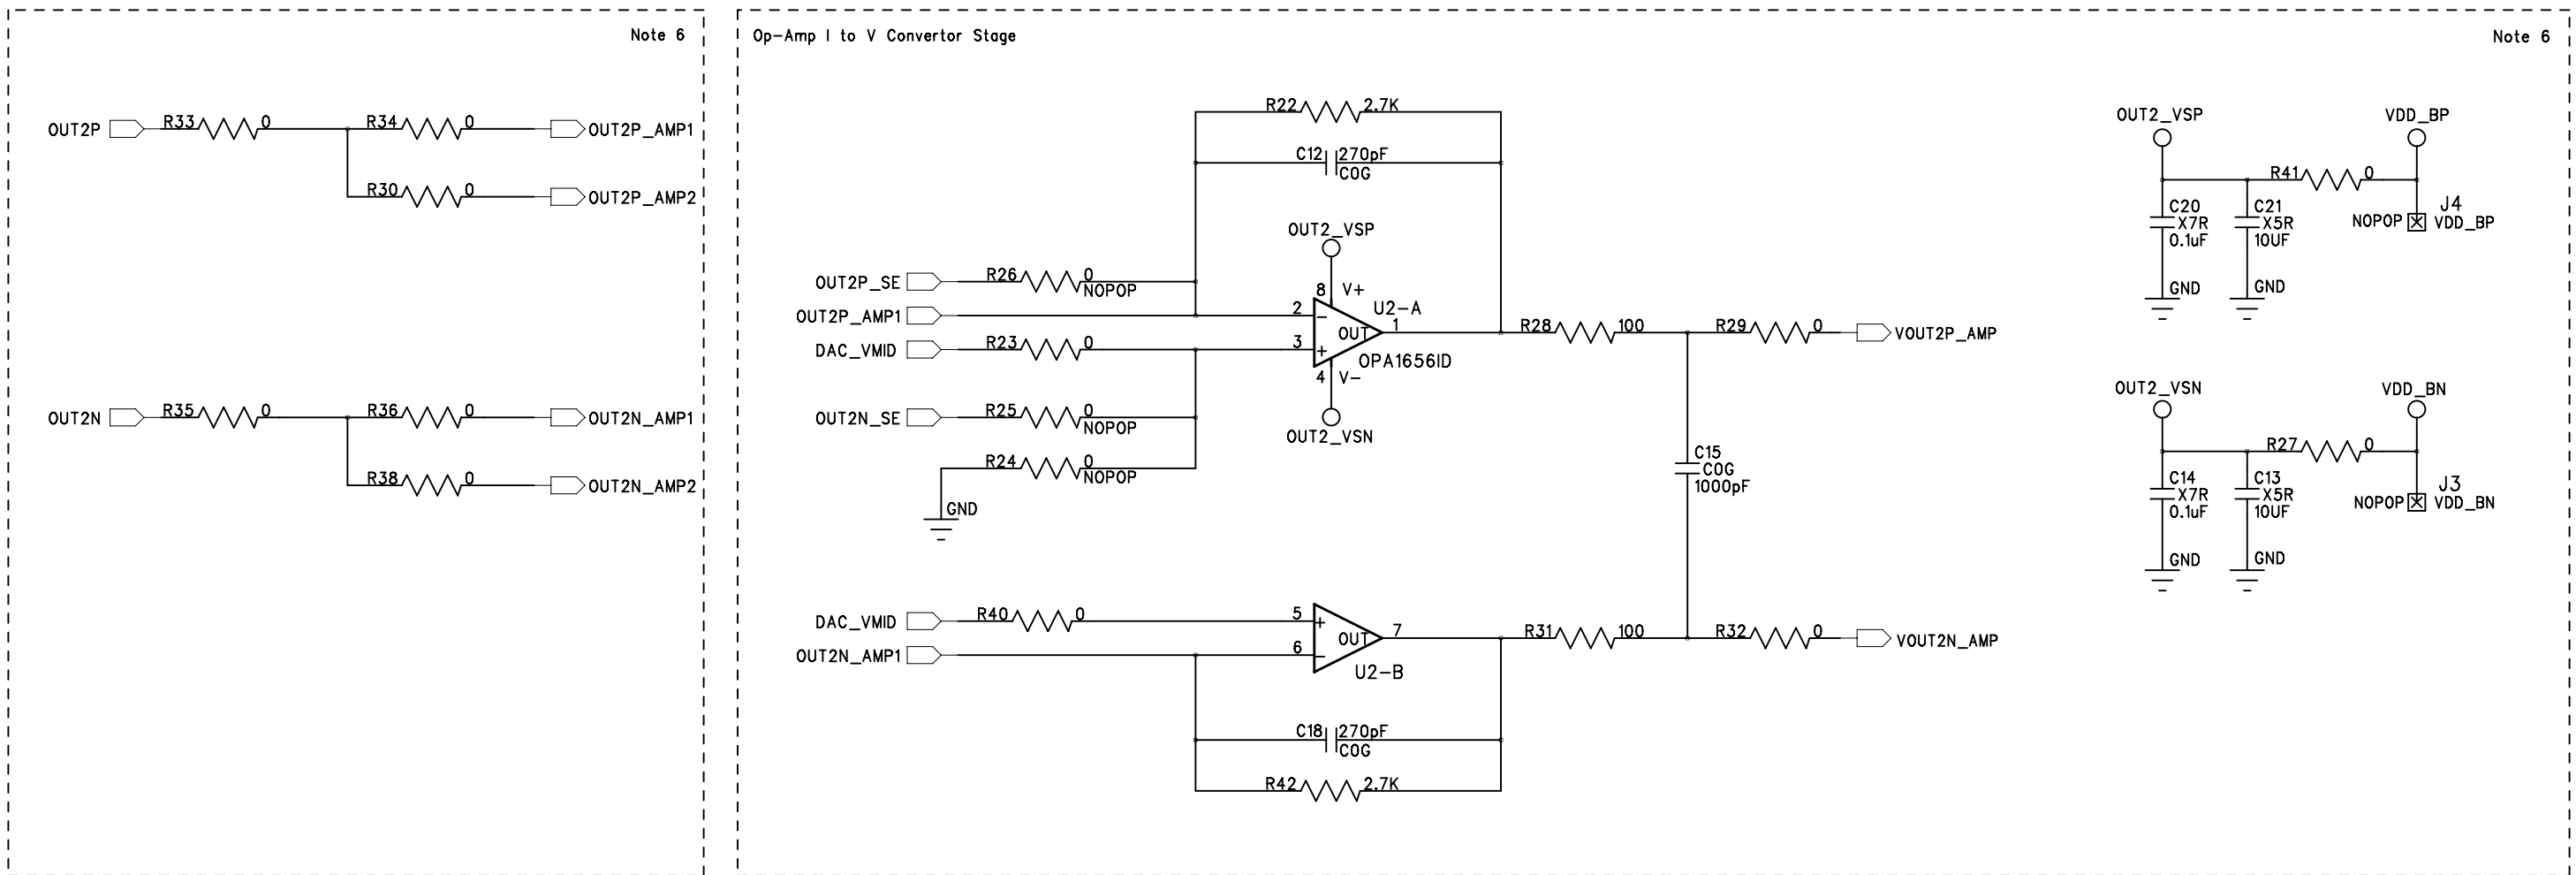 Note 6
OUT2P
R33 0
R34 0
OUT2P_AMP1
R30 0
OUT2P_AMP2
OUT2N
R35 0
R36 0
OUT2N_AMP1
R38 0
OUT2N_AMP2
Op-Amp I to V Convertor Stage
Note 6
R22 2.7K
C12 270pF
COG
OUT2_VSP
8 V+
U2-A
OUT2P_SE
R26 0
NOPOP
OUT2P_AMP1
2 -
OUT 1
DAC_VMID
R23 0
3 +
OPA1656ID
4 V-
OUT2_VSN
OUT2N_SE
R25 0
NOPOP
R24 0
NOPOP
GND
R28 100
R29 0
VOUT2P_AMP
C15
COG
1000pF
DAC_VMID
R40 0
5 +
OUT 7
OUT2N_AMP1
6 -
U2-B
R31 100
R32 0
VOUT2N_AMP
C18 270pF
COG
R42 2.7K
OUT2_VSP
VDD_BP
R41 0
C20
X7R
0.1uF
C21
X5R
10UF
J4
NOPOP VDD_BP
GND
GND
OUT2_VSN
VDD_BN
R27 0
C14
X7R
0.1uF
C13
X5R
10UF
J3
NOPOP VDD_BN
GND
GND